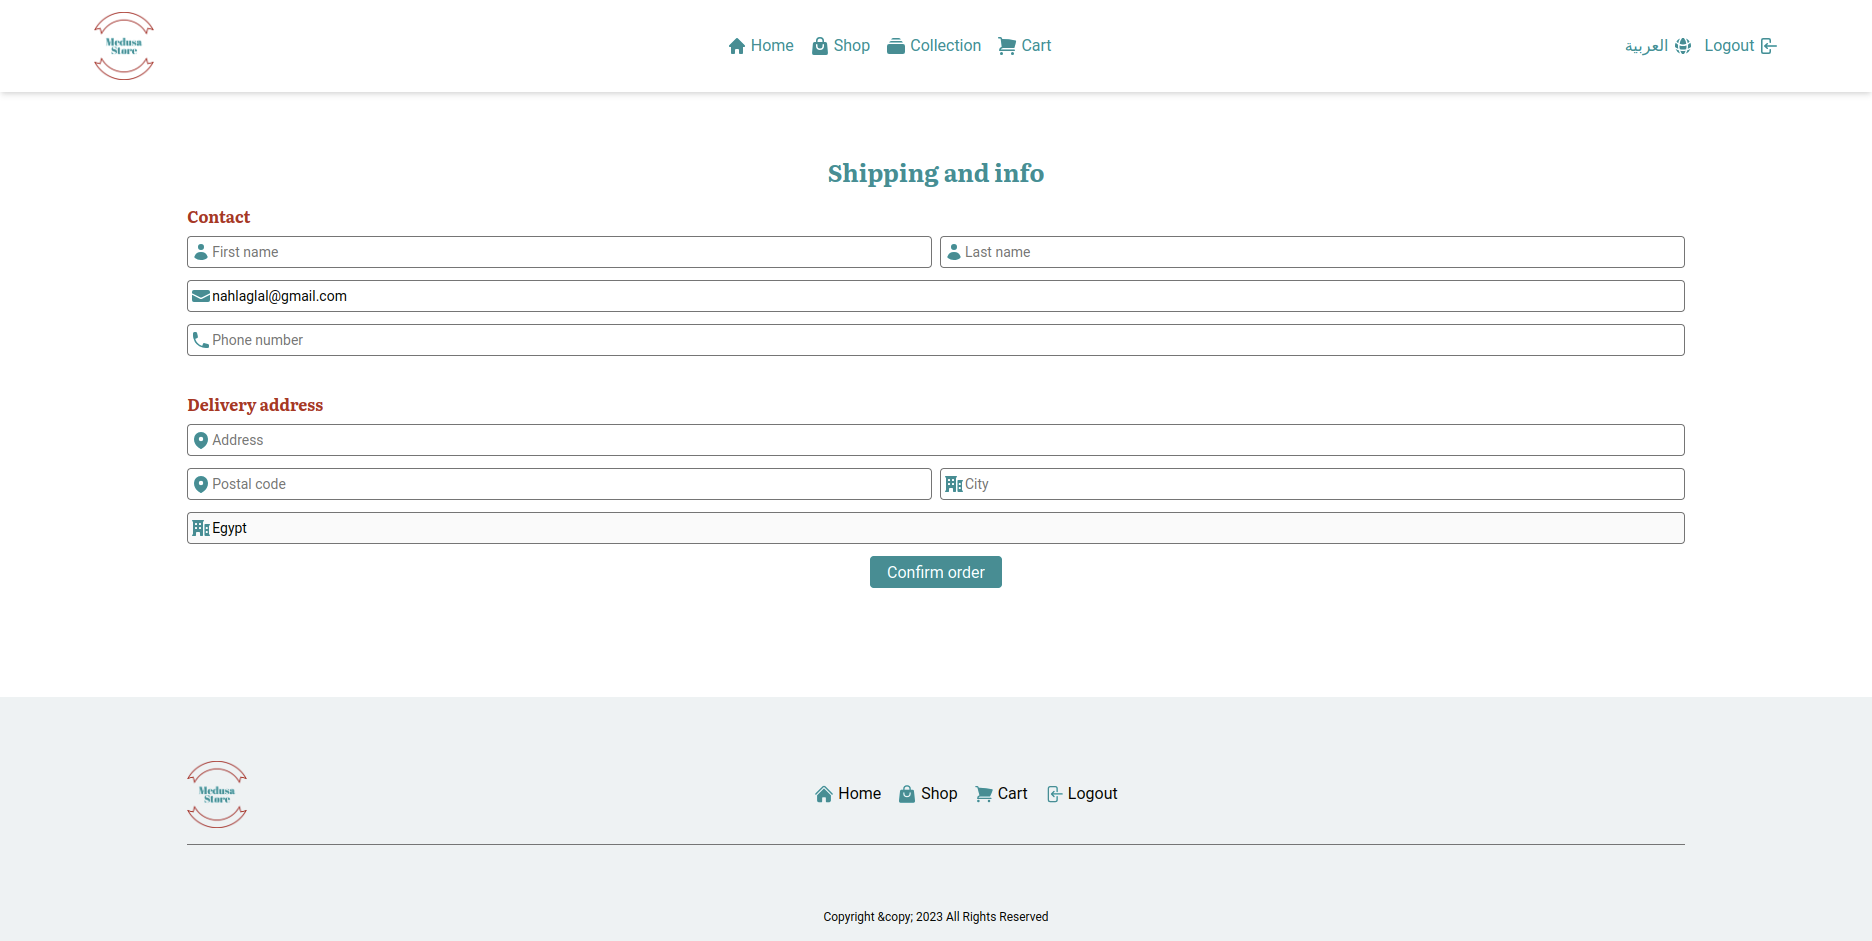 Medusa
Store
Home Shop Collection Cart
العربية Logout
Shipping and info
Contact
First name Last name
nahlaglal@gmail.com
Phone number
Delivery address
Address
Postal code City
Egypt
Confirm order
Medusa
Store
Home Shop Cart Logout
Copyright &copy; 2023 All Rights Reserved